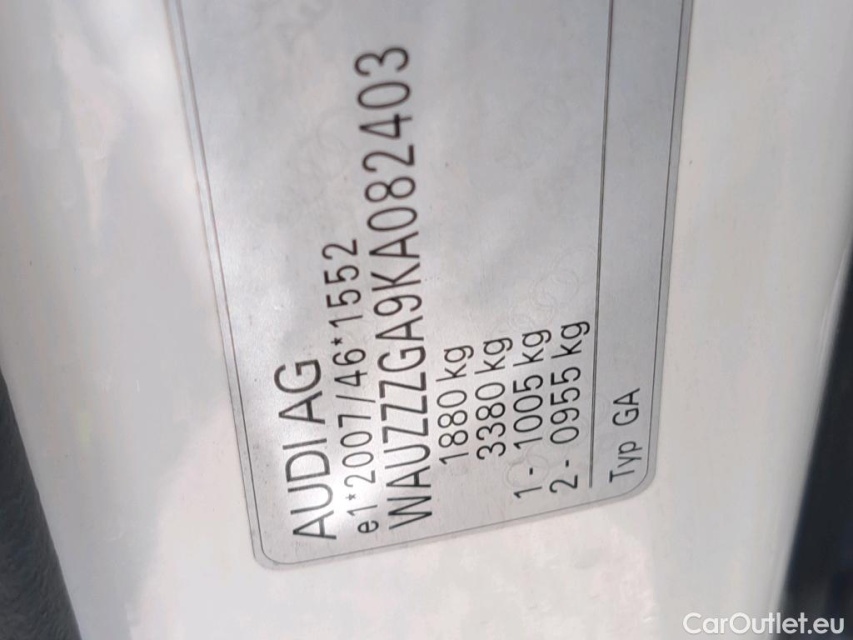 AUDI AG
e1*2007/46*1552
WAUZZZGA9KA082403
1880 kg
3380 kg
1- 1005 kg
2- 0955 kg
Typ GA
CarOutlet.eu